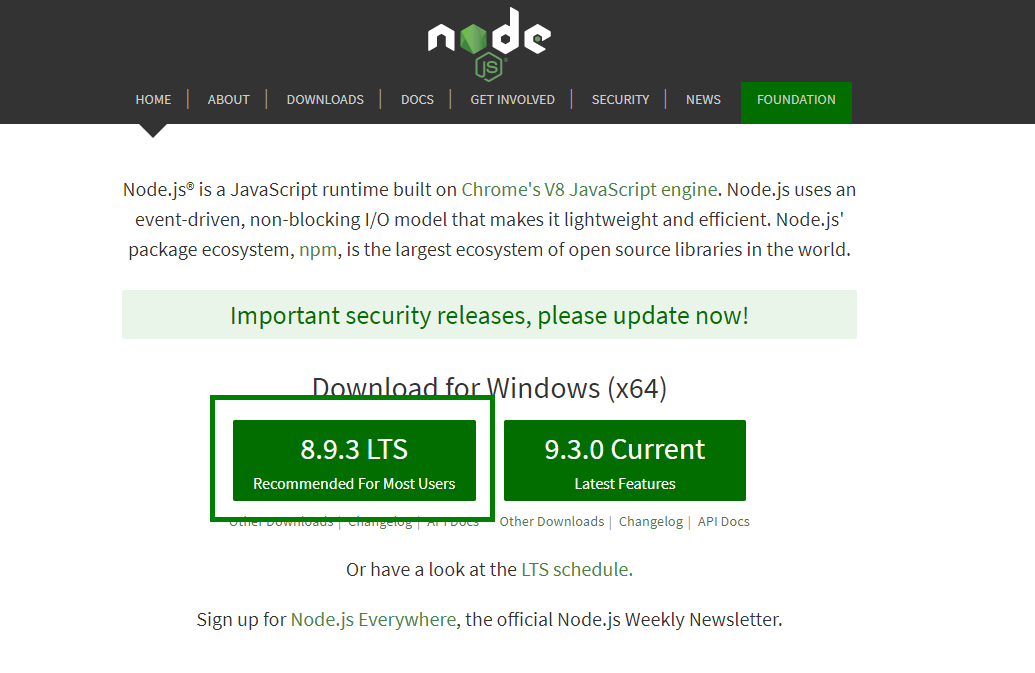 node
JS
HOME | ABOUT | DOWNLOADS | DOCS | GET INVOLVED | SECURITY | NEWS FOUNDATION
Node.js® is a JavaScript runtime built on Chrome's V8 JavaScript engine. Node.js uses an
event-driven, non-blocking I/O model that makes it lightweight and efficient. Node.js'
package ecosystem, npm, is the largest ecosystem of open source libraries in the world.
Important security releases, please update now!
Download for Windows (x64)
8.9.3 LTS
Recommended For Most Users
9.3.0 Current
Latest Features
Other Downloads | Changelog | API Docs
Other Downloads | Changelog | API Docs
Or have a look at the LTS schedule.
Sign up for Node.js Everywhere, the official Node.js Weekly Newsletter.